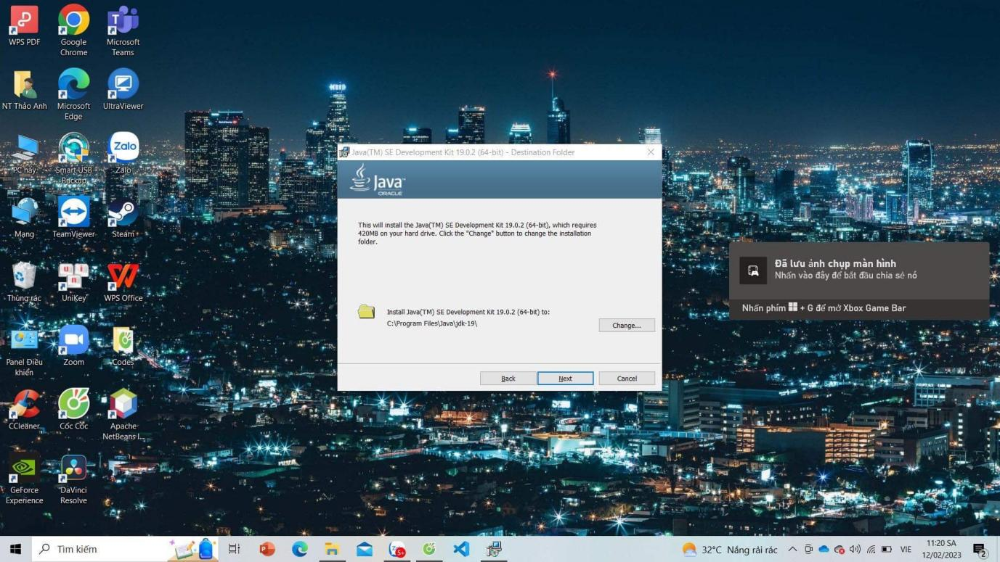 WPS PDF
Google
Chrome
Microsoft
Teams
NT Thảo Anh
Microsoft
Edge
UltraViewer
PC này
Smart USB
Backup
Zalo
Zalo
Mạng
TeamViewer
Steam
Thùng rác
u i
n
UniKey
WPS Office
Panel Điều
khiển
zoom
Zoom
Codes
CCleaner
Cốc Cốc
Apache
NetBeans I...
GeForce
Experience
DaVinci
Resolve
Java(TM) SE Development Kit 19.0.2 (64-bit) - Destination Folder
Java™
ORACLE
This will install the Java(TM) SE Development Kit 19.0.2 (64-bit), which requires
420MB on your hard drive. Click the "Change" button to change the installation
folder.
Install Java(TM) SE Development Kit 19.0.2 (64-bit) to:
C:\Program Files\Java\jdk-19\
Change...
Back
Next
Cancel
Đã lưu ảnh chụp màn hình
Nhấn vào đây để bắt đầu chia sẻ nó
Nhấn phím + G để mở Xbox Game Bar
Tìm kiếm
5+
32°C Nắng rải rác
VIE
11:20 SA
12/02/2023
2